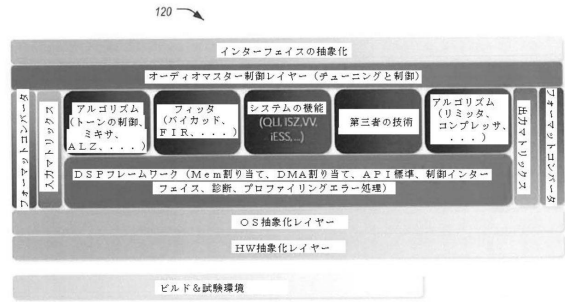 120
インターフェイスの抽象化
オーディオマスター制御レイヤー（チューニングと制御）
フォーマットコンバータ
入力マトリックス
アルゴリズム
（トーンの制御、
ミキサ、
ＡＬＺ、．．．）
フィッタ
（バイカッド、
ＦＩＲ、．．．）
システムの機能
(QLI, ISZ,VV,
iESS,...)
第三者の技術
アルゴリズム
（リミッタ、
コンプレッサ、
．．．）
出力マトリックス
フォーマットコンバータ
ＤＳＰフレームワーク（Ｍｅｍ割り当て、ＤＭＡ割り当て、ＡＰＩ標準、制御インター
フェイス、診断、プロファイリングエラー処理）
ＯＳ抽象化レイヤー
ＨＷ抽象化レイヤー
ビルド＆試験環境